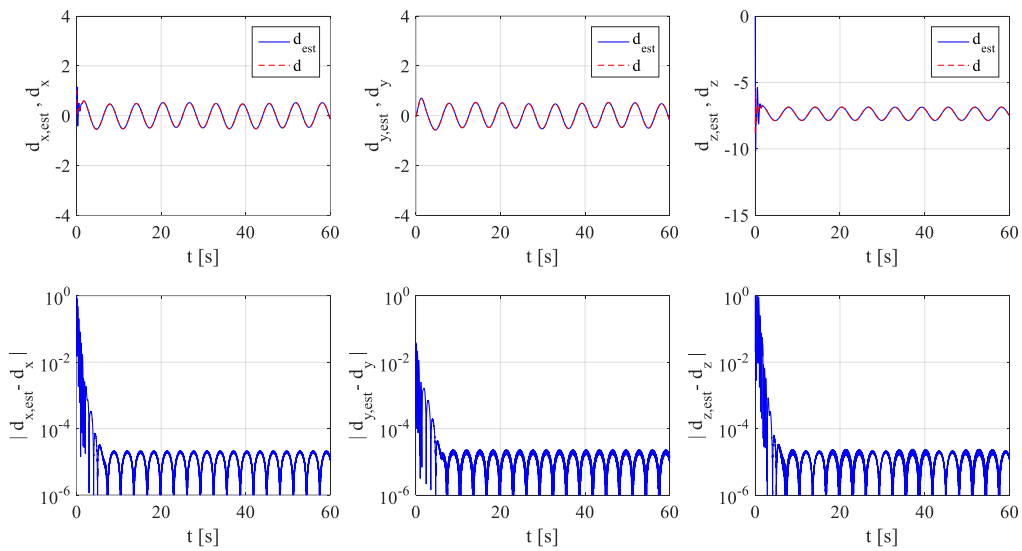 4
2
0
-2
-4
0
20
40
60
t [s]
d_x,est , d_x
d_est
d
4
2
0
-2
-4
0
20
40
60
t [s]
d_y,est , d_y
d_est
d
0
-5
-10
-15
0
20
40
60
t [s]
d_z,est , d_z
d_est
d
10^0
10^-2
10^-4
10^-6
0
20
40
60
t [s]
| d_x,est - d_x |
10^0
10^-2
10^-4
10^-6
0
20
40
60
t [s]
| d_y,est - d_y |
10^0
10^-2
10^-4
10^-6
0
20
40
60
t [s]
| d_z,est - d_z |